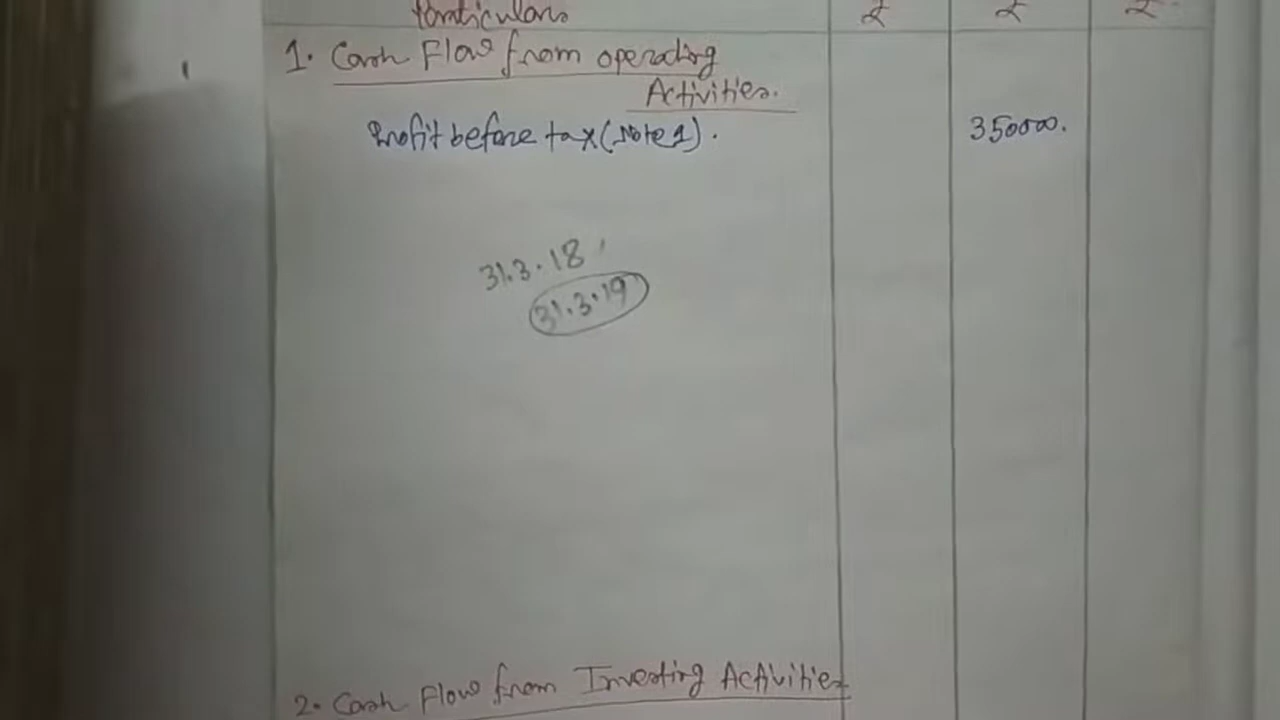 Particulars ₹ ₹ ₹
1. Cash Flow from operating
Activities.
Profit before tax (Note 1). 350000.
31.3.18
31.3.19
2. Cash Flow from Investing Activities